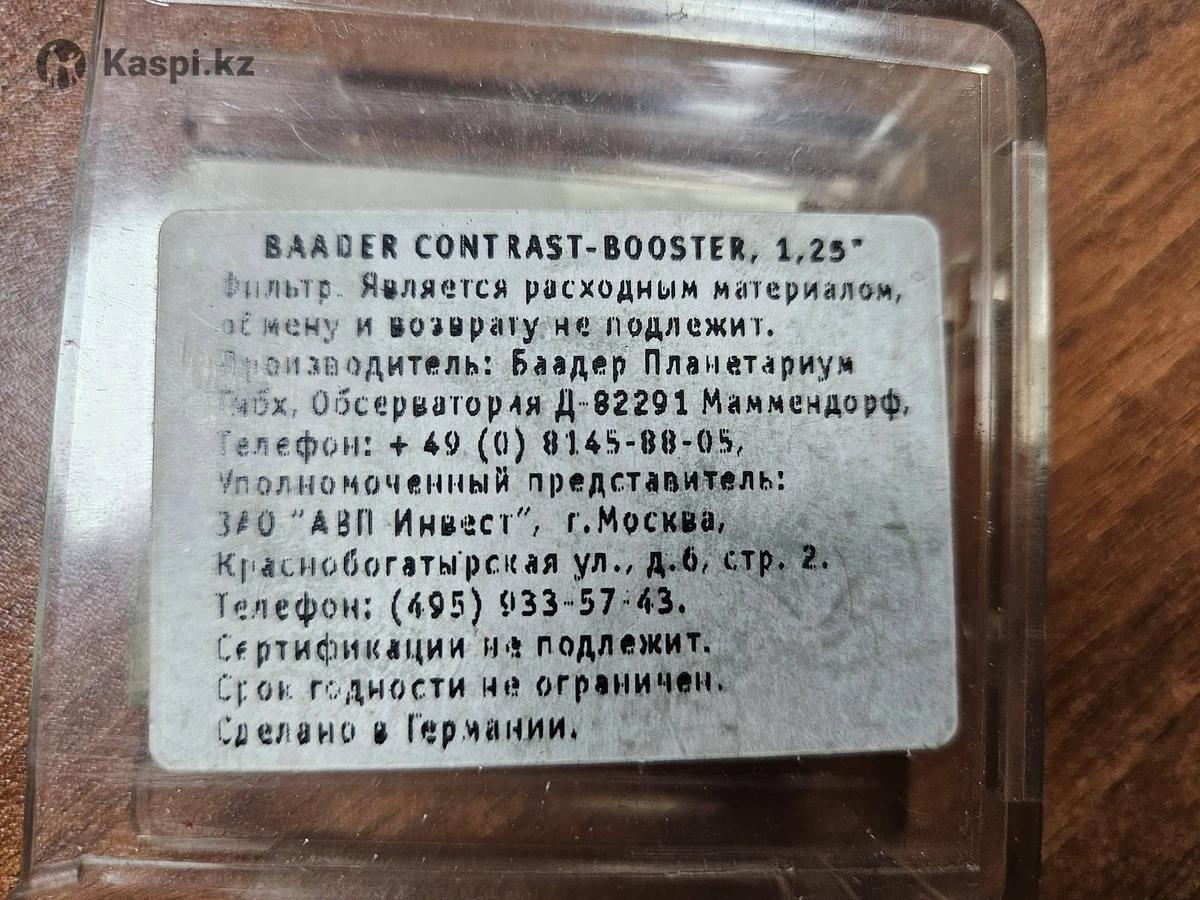 Kaspi.kz
BAADER CONTRAST-BOOSTER, 1,25"
Фильтр. Является расходным материалом,
обмену и возврату не подлежит.
Производитель: Баадер Планетариум
Гмбх, Обсерватория Д-82291 Маммендорф,
Телефон: + 49 (0) 8145-88-05,
Уполномоченный представитель:
ЗАО "АВП Инвест", г.Москва,
Краснобогатырская ул., д.6, стр. 2.
Телефон: (495) 933-57-43.
Сертификации не подлежит.
Срок годности не ограничен.
Сделано в Германии.